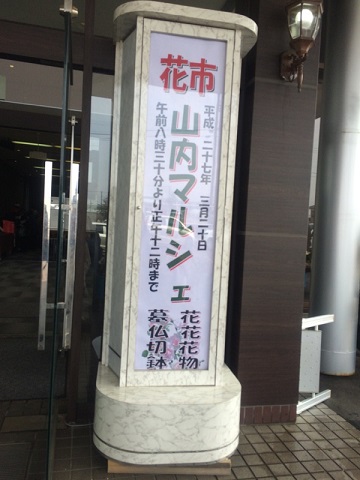 花市
平成二十七年 三月二十日
山内マルシェ
午前八時三十分より正午十二時まで
墓花
仏花
切花
鉢物